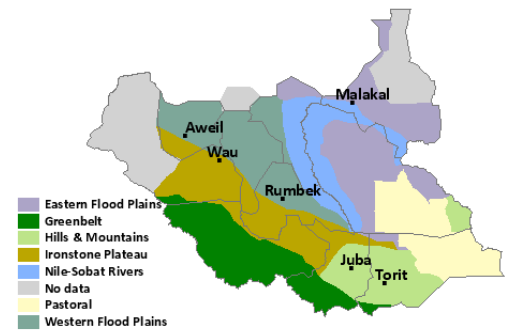 Malakal
Aweil
Wau
Rumbek
Juba
Torit
Eastern Flood Plains
Greenbelt
Hills & Mountains
Ironstone Plateau
Nile-Sobat Rivers
No data
Pastoral
Western Flood Plains